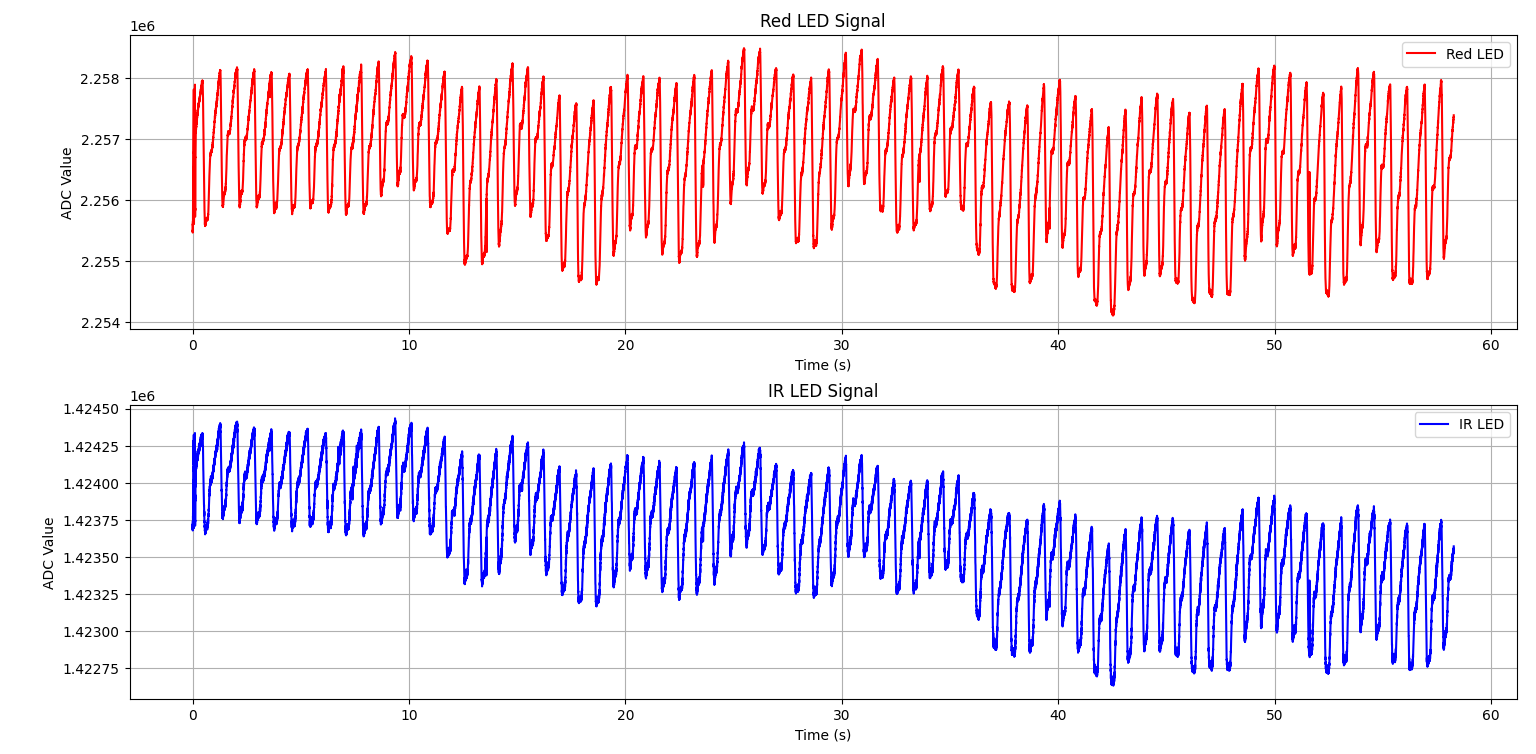 Red LED Signal
1e6
Red LED
2.258
2.257
2.256
2.255
2.254
ADC Value
0 10 20 30 40 50 60
Time (s)
IR LED Signal
1e6
IR LED
1.42450
1.42425
1.42400
1.42375
1.42350
1.42325
1.42300
1.42275
ADC Value
0 10 20 30 40 50 60
Time (s)